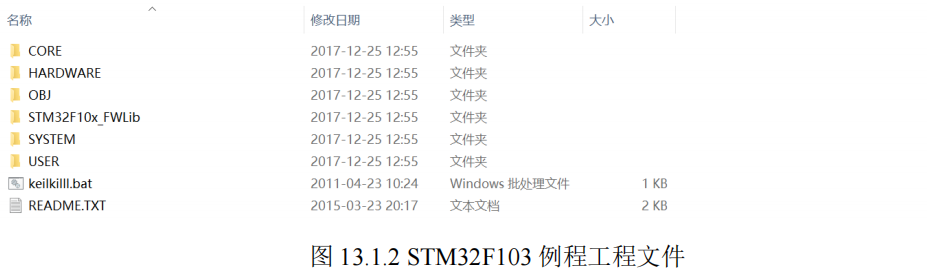 名称 修改日期 类型 大小
CORE 2017-12-25 12:55 文件夹
HARDWARE 2017-12-25 12:55 文件夹
OBJ 2017-12-25 12:55 文件夹
STM32F10x_FWLib 2017-12-25 12:55 文件夹
SYSTEM 2017-12-25 12:55 文件夹
USER 2017-12-25 12:55 文件夹
keilkilll.bat 2011-04-23 10:24 Windows 批处理文件 1 KB
README.TXT 2015-03-23 20:17 文本文档 2 KB
图 13.1.2 STM32F103 例程工程文件